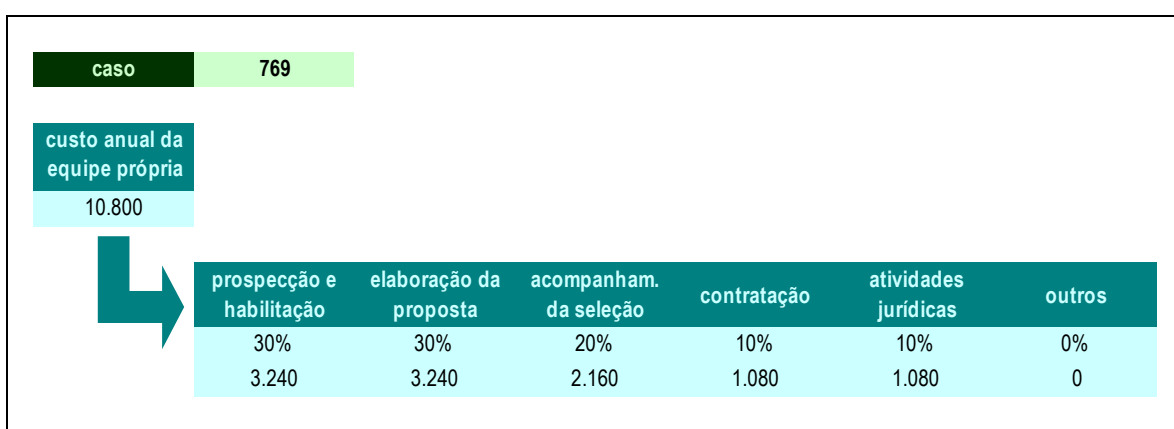 caso 769
custo anual da
equipe própria
10.800
prospecção e elaboração da acompanham. contratação atividades outros
habilitação proposta da seleção jurídicas
30% 30% 20% 10% 10% 0%
3.240 3.240 2.160 1.080 1.080 0